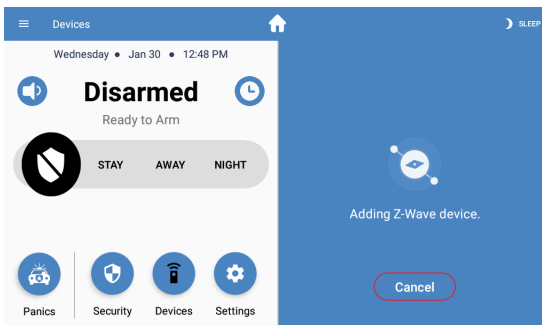 Devices
SLEEP
Wednesday ● Jan 30 ● 12:48 PM
Disarmed
Ready to Arm
STAY AWAY NIGHT
Adding Z-Wave device.
Cancel
Panics Security Devices Settings